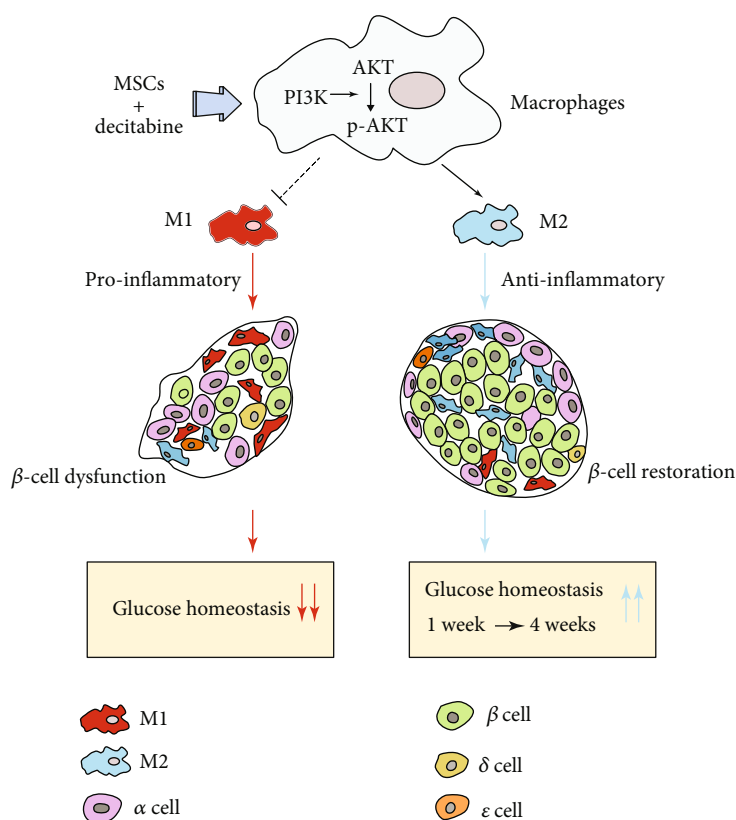 MSCs
+
decitabine
AKT
PI3K
p-AKT
Macrophages
M1
M2
Pro-inflammatory
Anti-inflammatory
β-cell dysfunction
β-cell restoration
Glucose homeostasis
Glucose homeostasis
1 week → 4 weeks
M1
M2
α cell
β cell
δ cell
ε cell